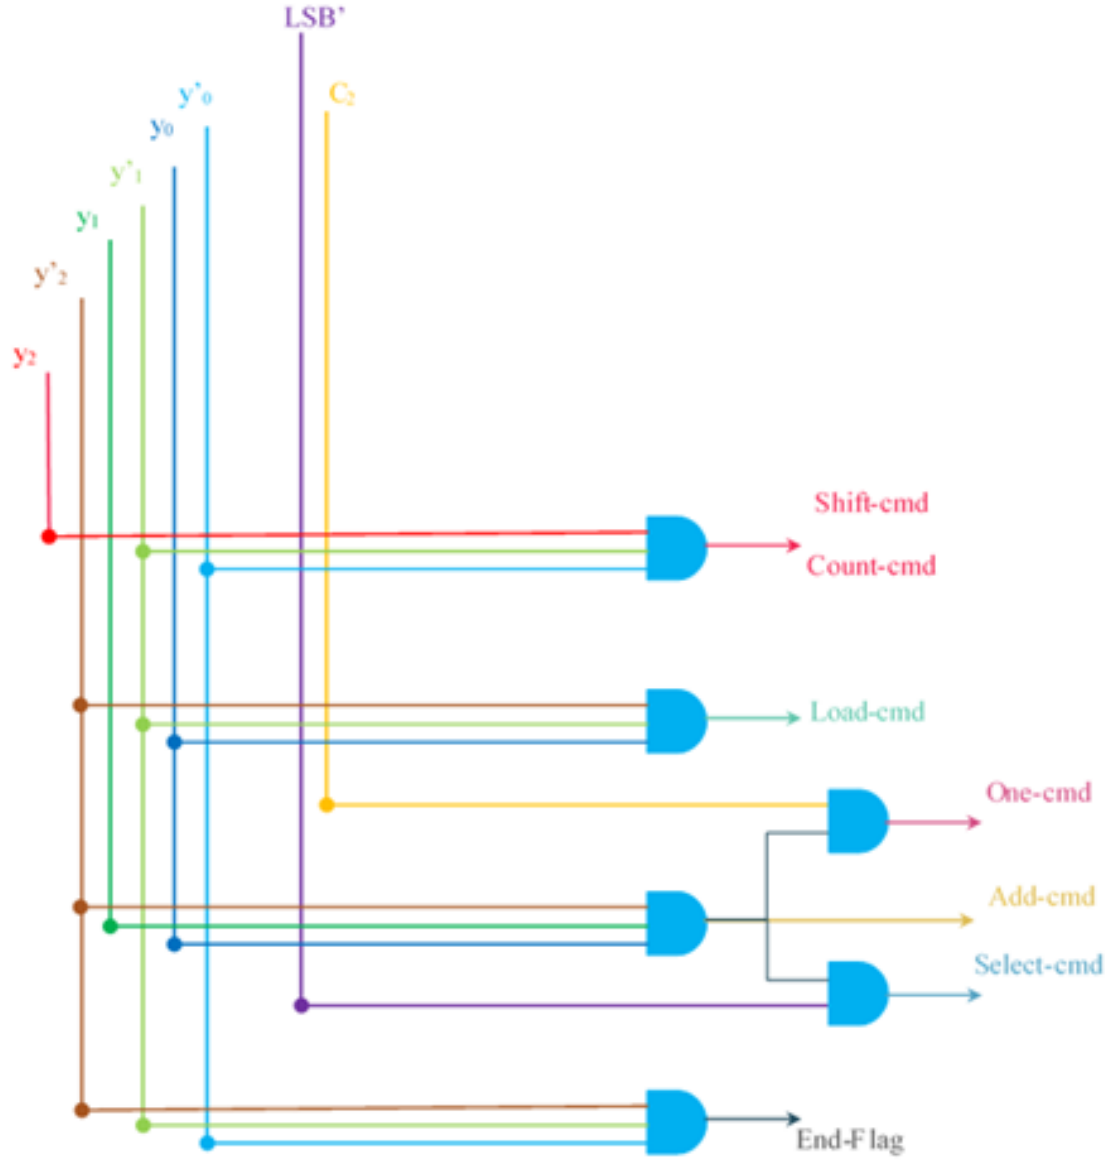 LSB’
C₂
y’₀
y₀
y’₁
y₁
y’₂
y₂
Shift-cmd
Count-cmd
Load-cmd
One-cmd
Add-cmd
Select-cmd
End-Flag